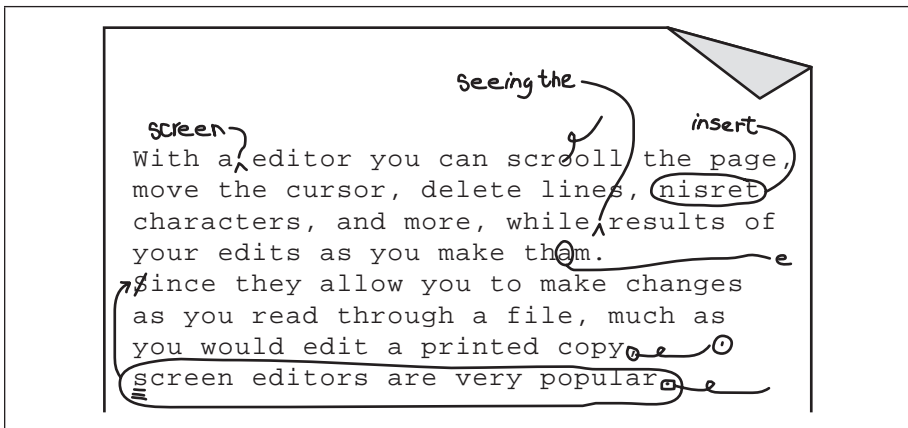 seeing the
screen insert
With a editor you can scrooll the page,
move the cursor, delete lines, nisret
characters, and more, while results of
your edits as you make tham.
e
Since they allow you to make changes
as you read through a file, much as
you would edit a printed copy,
screen editors are very popular.